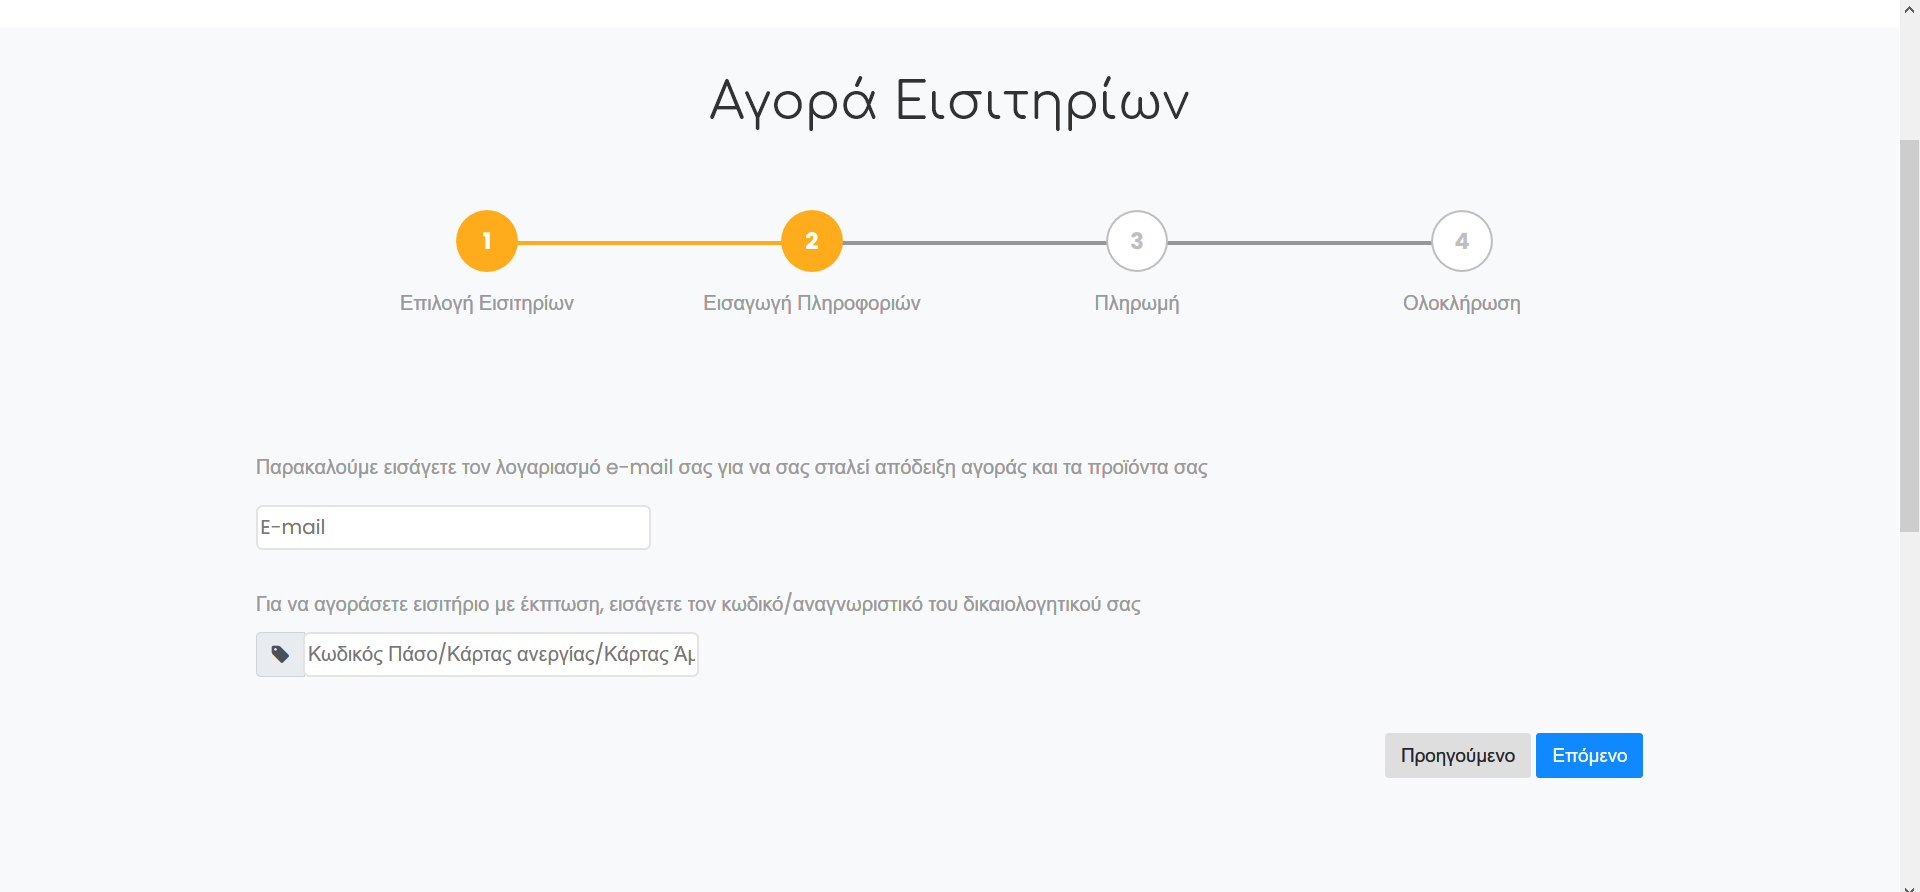 Αγορά Εισιτηρίων
1 2 3 4
Επιλογή Εισιτηρίων Εισαγωγή Πληροφοριών Πληρωμή Ολοκλήρωση
Παρακαλούμε εισάγετε τον λογαριασμό e-mail σας για να σας σταλεί απόδειξη αγοράς και τα προϊόντα σας
E-mail
Για να αγοράσετε εισιτήριο με έκπτωση, εισάγετε τον κωδικό/αναγνωριστικό του δικαιολογητικού σας
Κωδικός Πάσο/Κάρτας ανεργίας/Κάρτας Άμ
Προηγούμενο Επόμενο